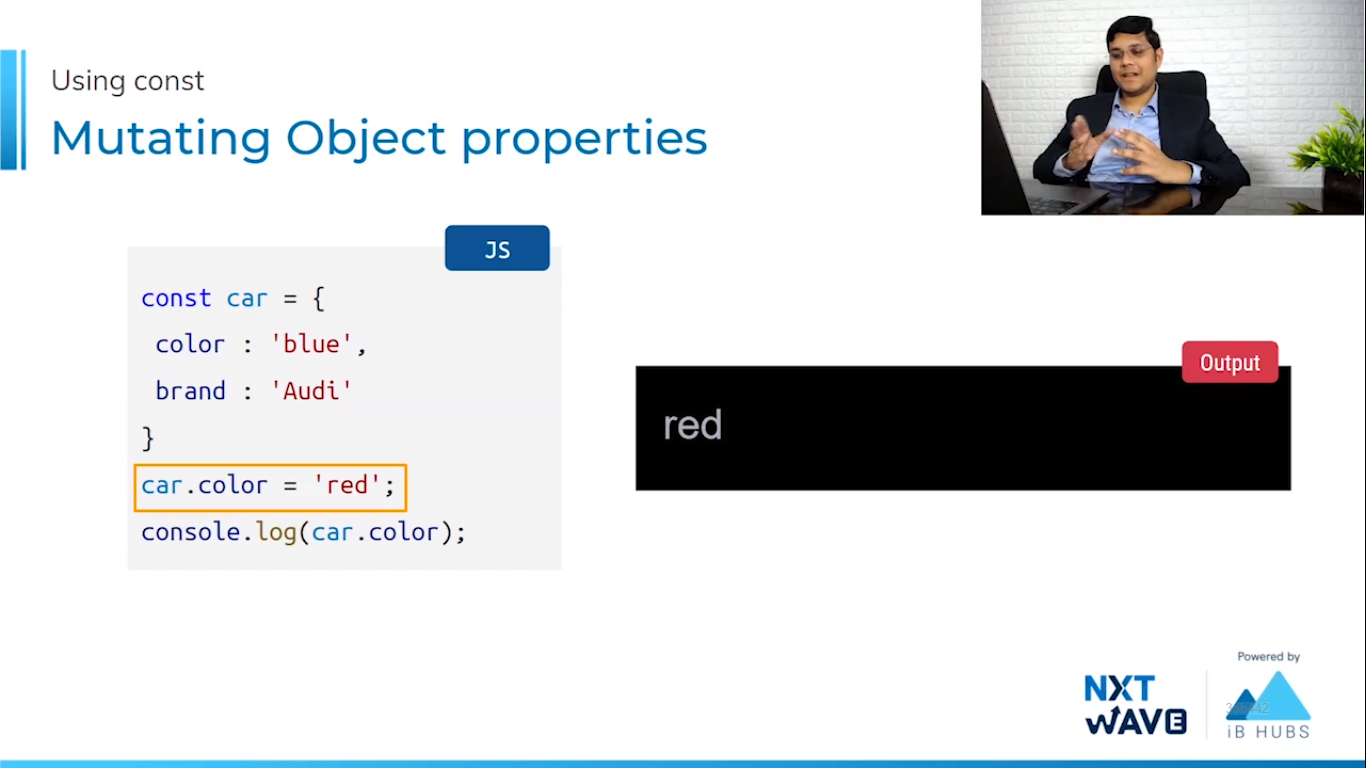 Using const
Mutating Object properties
JS
const car = {
color : 'blue',
brand : 'Audi'
}
car.color = 'red';
console.log(car.color);
Output
red
Powered by
NXT
WAVE
iB HUBS